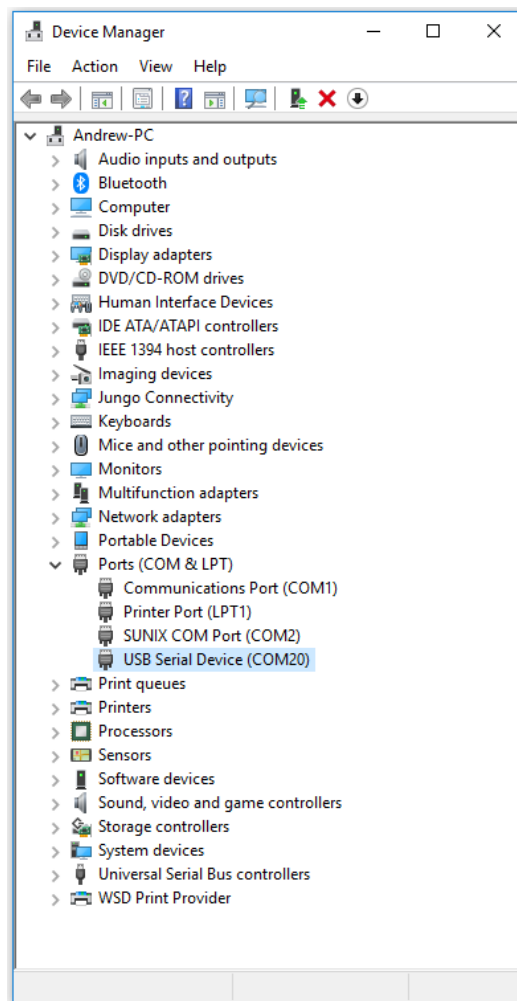 Device Manager
File Action View Help
Andrew-PC
Audio inputs and outputs
Bluetooth
Computer
Disk drives
Display adapters
DVD/CD-ROM drives
Human Interface Devices
IDE ATA/ATAPI controllers
IEEE 1394 host controllers
Imaging devices
Jungo Connectivity
Keyboards
Mice and other pointing devices
Monitors
Multifunction adapters
Network adapters
Portable Devices
Ports (COM & LPT)
Communications Port (COM1)
Printer Port (LPT1)
SUNIX COM Port (COM2)
USB Serial Device (COM20)
Print queues
Printers
Processors
Sensors
Software devices
Sound, video and game controllers
Storage controllers
System devices
Universal Serial Bus controllers
WSD Print Provider